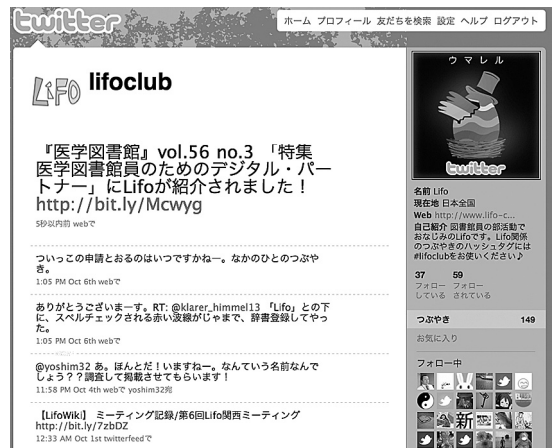 twitter
ホーム プロフィール 友だちを検索 設定 ヘルプ ログアウト
LiFO lifoclub
『医学図書館』vol.56 no.3 「特集
医学図書館員のためのデジタル・パー
トナー」にLifoが紹介されました！
http://bit.ly/Mcwyg
5秒以内前 webで
ついっこの申請とおるのはいつですかねー。なかのひとのつぶや
き。
1:05 PM Oct 6th webで
ありがとうございまーす。RT: @klarer_himmel13 「Lifo」との下
に、スペルチェックされる赤い波線がじゃまで、辞書登録してやっ
た。
1:05 PM Oct 6th webで
@yoshim32 あ。ほんとだ！いますねー。なんていう名前なんで
しょう？？調査して掲載させてもらいます！
11:58 PM Oct 4th webで yoshim32宛
【LifoWiki】 ミーティング記録/第6回Lifo関西ミーティング
http://bit.ly/7zbDZ
12:33 AM Oct 1st twitterfeedで
ウマレル
twitter
名前 Lifo
現在地 日本全国
Web http://www.lifo-c...
自己紹介 図書館員の部活動で
おなじみのLifoです。Lifo関係
のつぶやきのハッシュタグには
#lifoclubをお使いください♪
37 59
フォロー フォロー
している されている
つぶやき 149
お気に入り
フォロー中
新